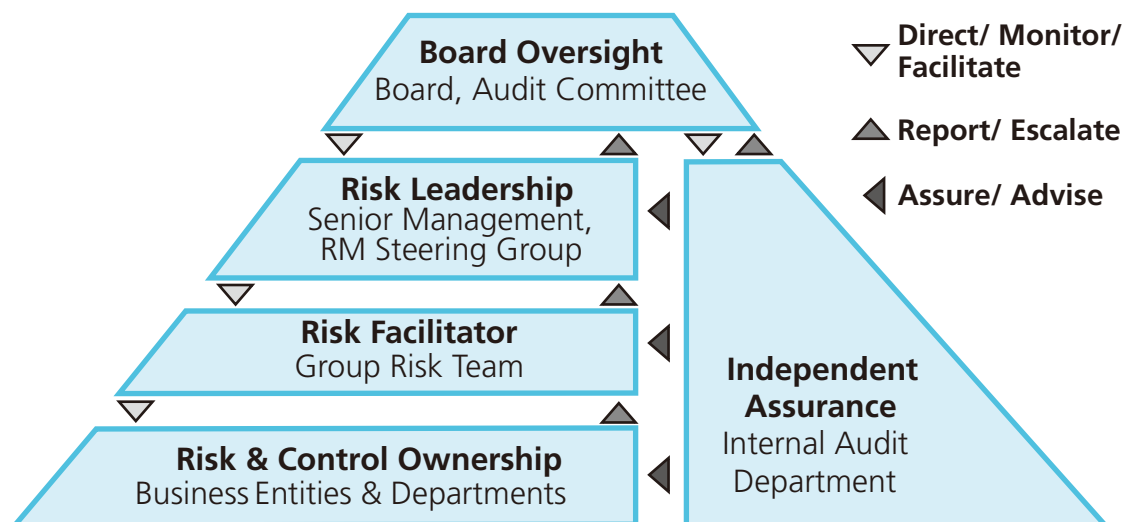 Board Oversight
Board, Audit Committee
Direct/ Monitor/
Facilitate
Report/ Escalate
Assure/ Advise
Risk Leadership
Senior Management,
RM Steering Group
Risk Facilitator
Group Risk Team
Risk & Control Ownership
Business Entities & Departments
Independent
Assurance
Internal Audit
Department